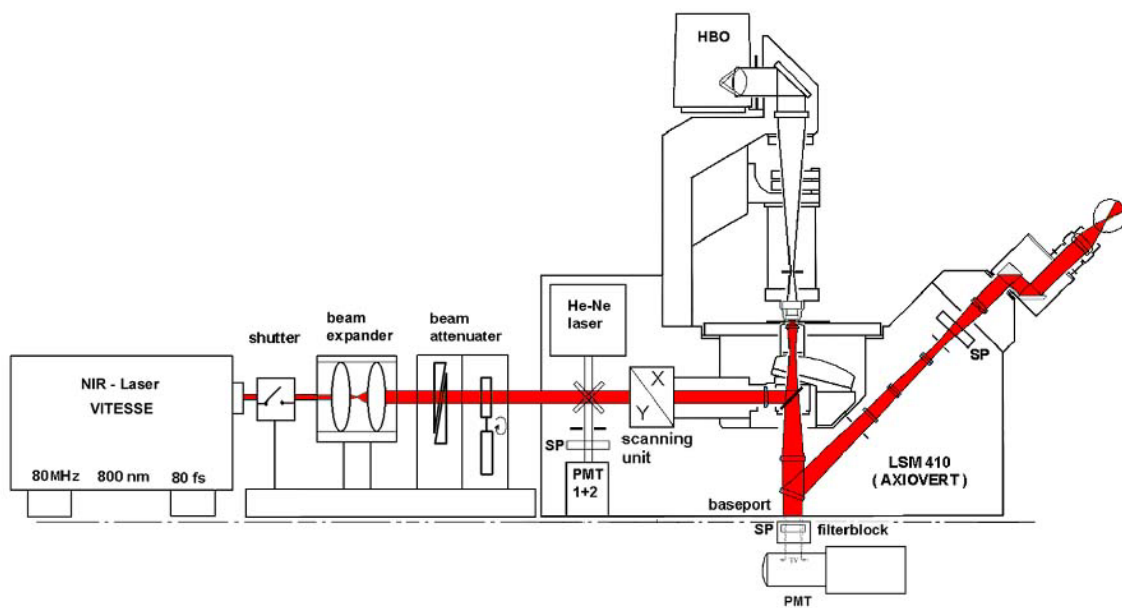 HBO
He-Ne
laser
beam
expander
beam
attenuater
shutter
NIR - Laser
VITESSE
80MHz 800 nm 80 fs
X
Y
scanning
unit
SP
PMT
1+2
SP
LSM 410
( AXIOVERT )
baseport
SP
filterblock
TV
PMT